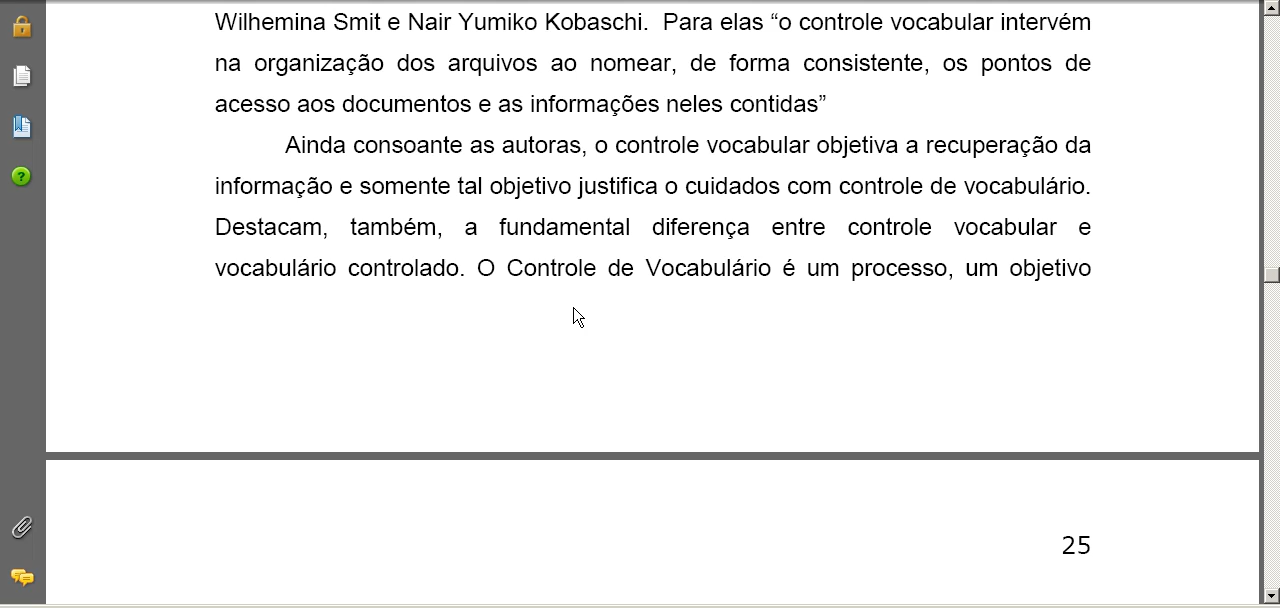 Wilhemina Smit e Nair Yumiko Kobaschi.  Para elas “o controle vocabular intervém
na organização dos arquivos ao nomear, de forma consistente, os pontos de
acesso aos documentos e as informações neles contidas”
Ainda consoante as autoras, o controle vocabular objetiva a recuperação da
informação e somente tal objetivo justifica o cuidados com controle de vocabulário.
Destacam, também, a fundamental diferença entre controle vocabular e
vocabulário controlado. O Controle de Vocabulário é um processo, um objetivo
25